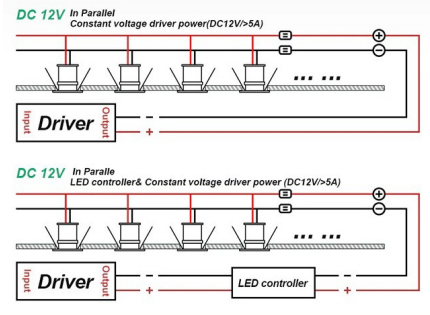 DC 12V In Parallel
Constant voltage driver power(DC12V/>5A)
+
−
... ...
Input Driver Output
− −
+ +
DC 12V In Paralle
LED controller& Constant voltage driver power (DC12V/>5A)
+
−
... ...
Input Driver Output
− LED controller −
+ +